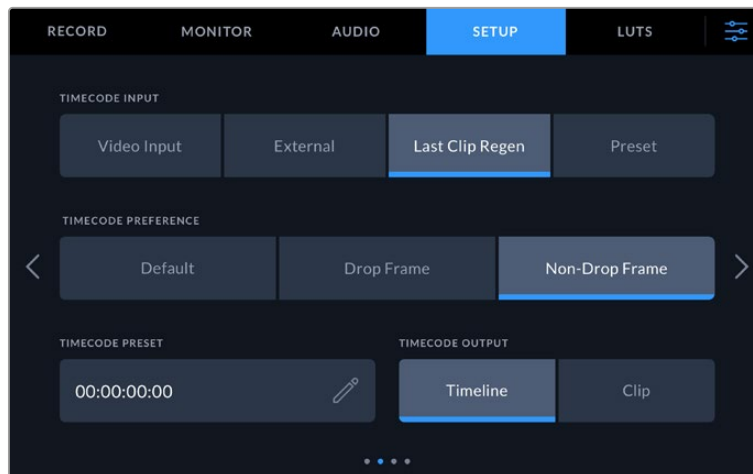 RECORD MONITOR AUDIO SETUP LUTS
TIMECODE INPUT
Video Input External Last Clip Regen Preset
TIMECODE PREFERENCE
Default Drop Frame Non-Drop Frame
TIMECODE PRESET TIMECODE OUTPUT
00:00:00:00 Timeline Clip